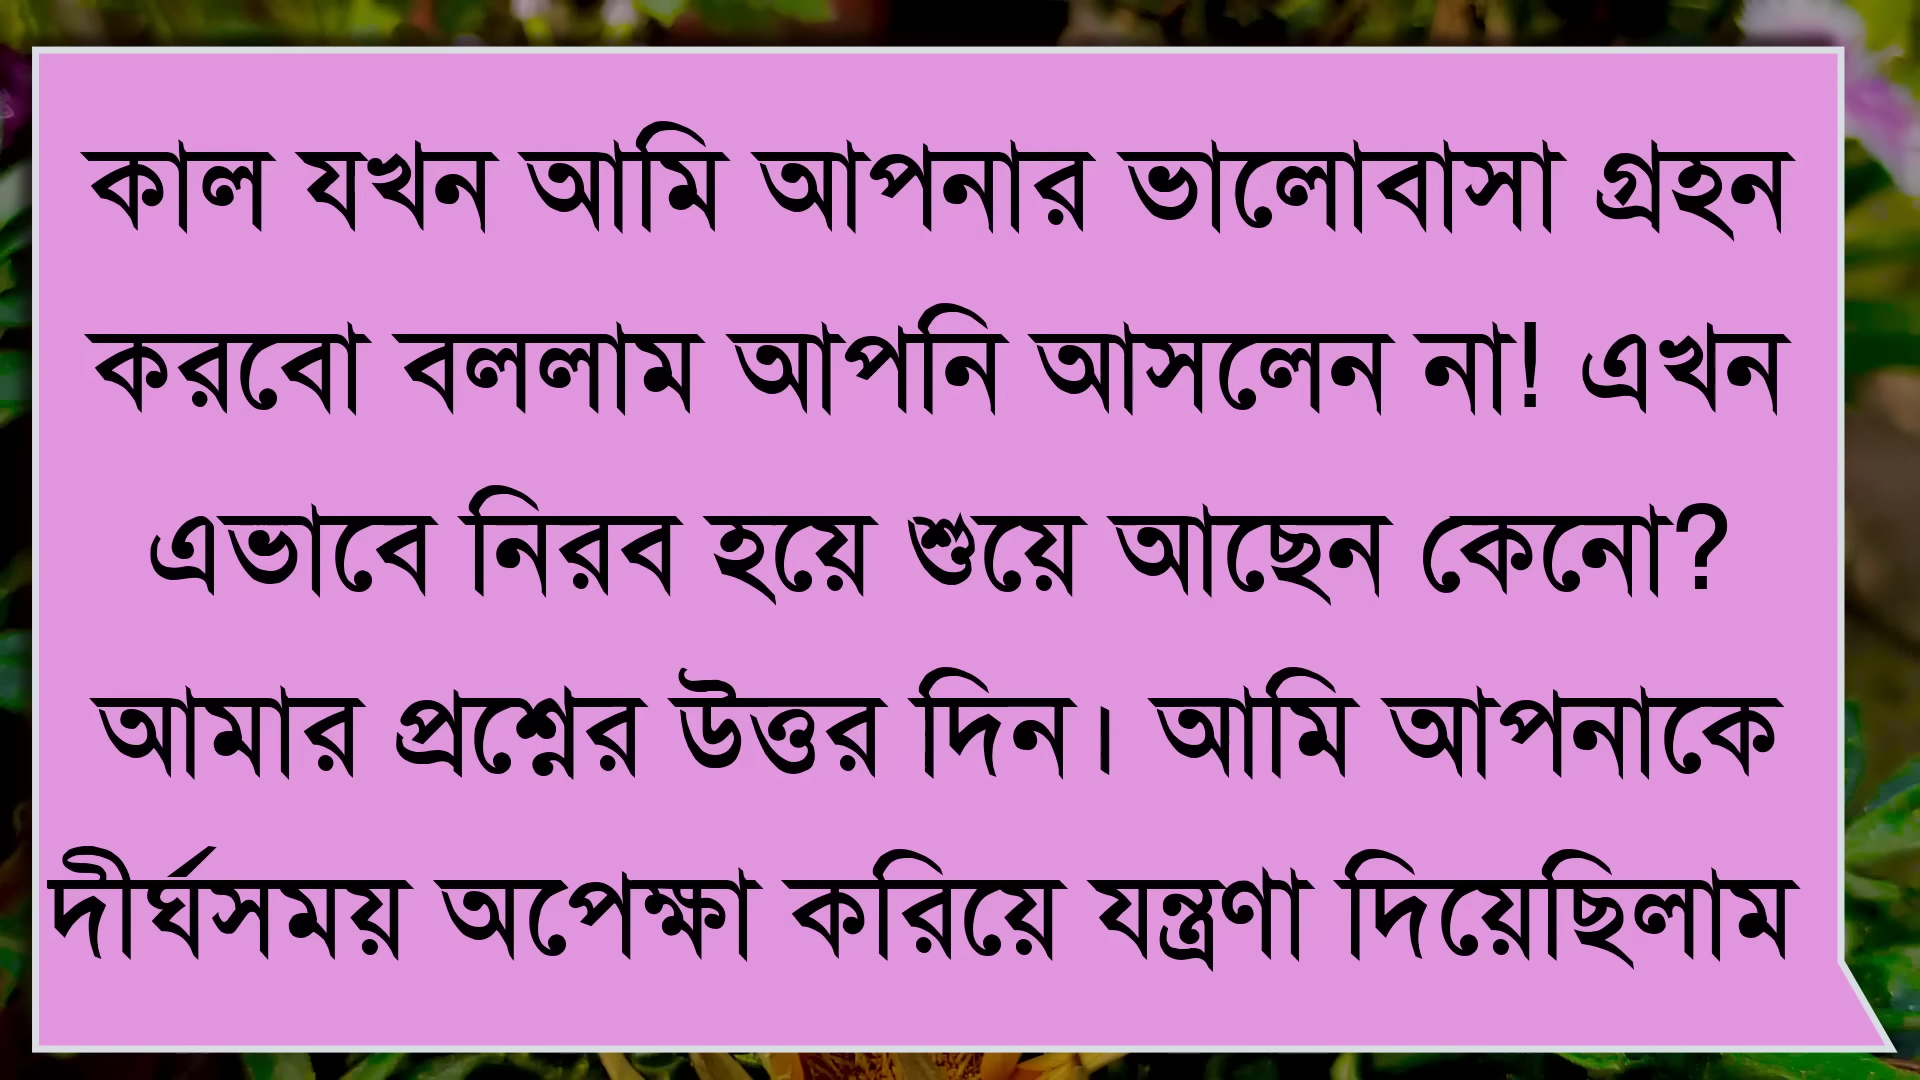 কাল যখন আমি আপনার ভালোবাসা গ্রহন
করবো বললাম আপনি আসলেন না! এখন
এভাবে নিরব হয়ে শুয়ে আছেন কেনো?
আমার প্রশ্নের উত্তর দিন। আমি আপনাকে
দীর্ঘসময় অপেক্ষা করিয়ে যন্ত্রণা দিয়েছিলাম